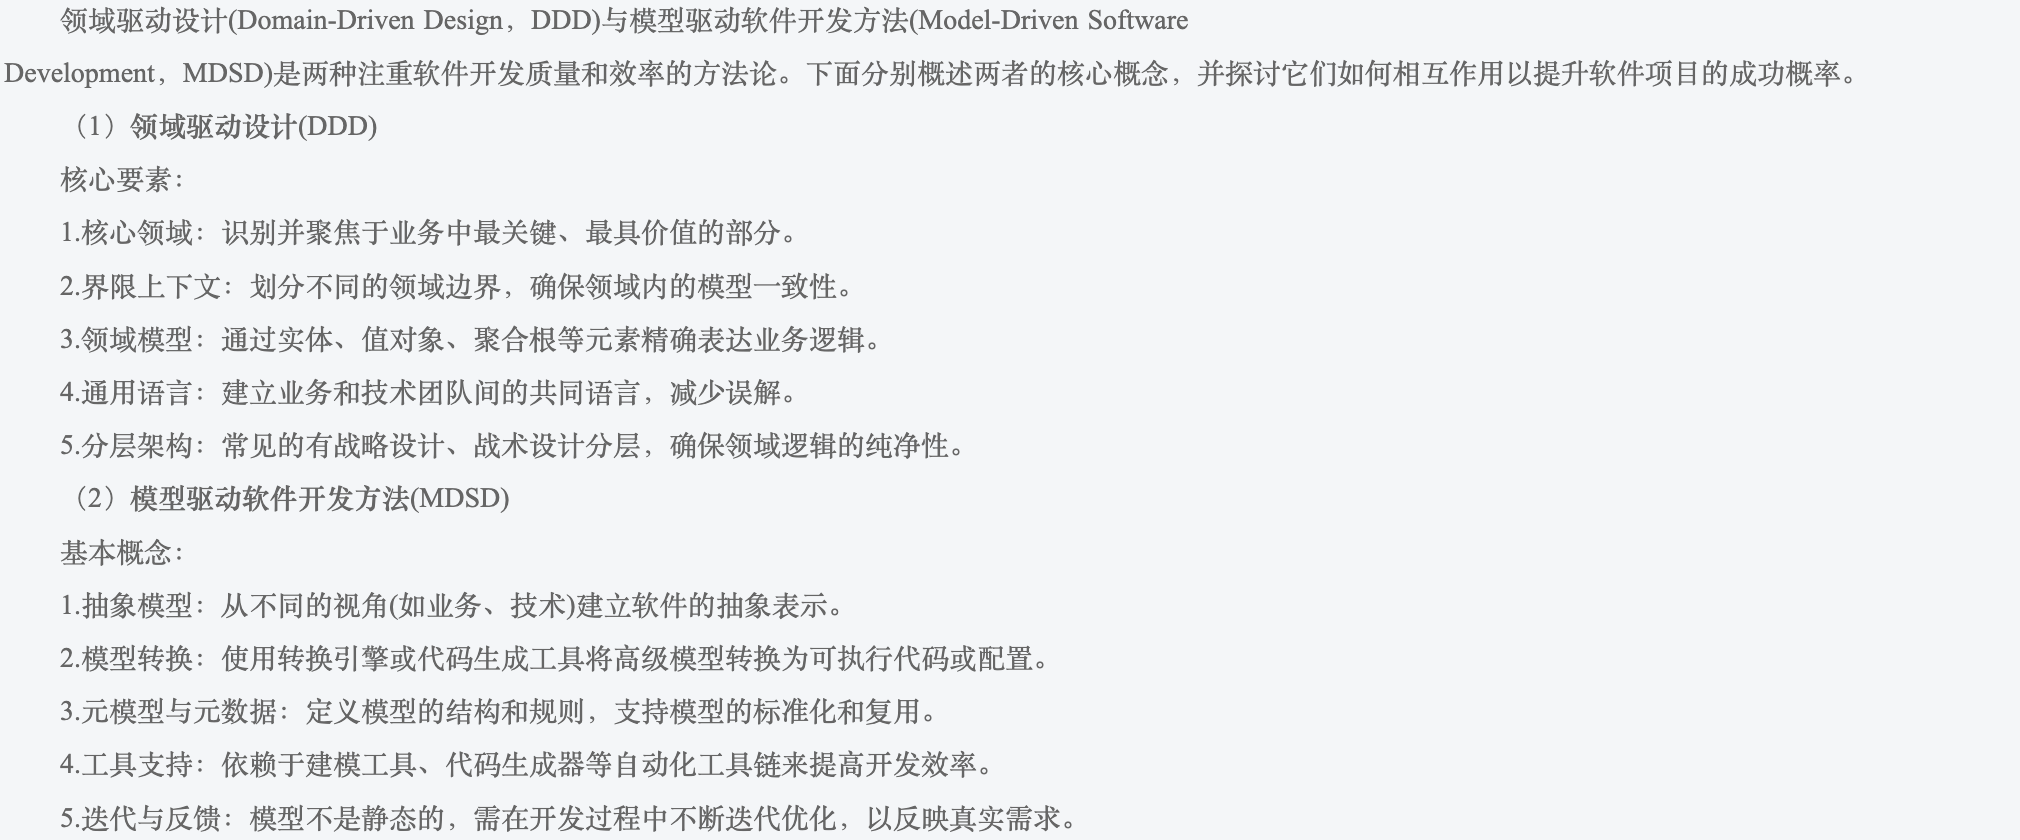 领域驱动设计(Domain-Driven Design，DDD)与模型驱动软件开发方法(Model-Driven Software
Development，MDSD)是两种注重软件开发质量和效率的方法论。下面分别概述两者的核心概念，并探讨它们如何相互作用以提升软件项目的成功概率。
（1）领域驱动设计(DDD)
核心要素：
1.核心领域：识别并聚焦于业务中最关键、最具价值的部分。
2.界限上下文：划分不同的领域边界，确保领域内的模型一致性。
3.领域模型：通过实体、值对象、聚合根等元素精确表达业务逻辑。
4.通用语言：建立业务和技术团队间的共同语言，减少误解。
5.分层架构：常见的有战略设计、战术设计分层，确保领域逻辑的纯净性。
（2）模型驱动软件开发方法(MDSD)
基本概念：
1.抽象模型：从不同的视角(如业务、技术)建立软件的抽象表示。
2.模型转换：使用转换引擎或代码生成工具将高级模型转换为可执行代码或配置。
3.元模型与元数据：定义模型的结构和规则，支持模型的标准化和复用。
4.工具支持：依赖于建模工具、代码生成器等自动化工具链来提高开发效率。
5.迭代与反馈：模型不是静态的，需在开发过程中不断迭代优化，以反映真实需求。